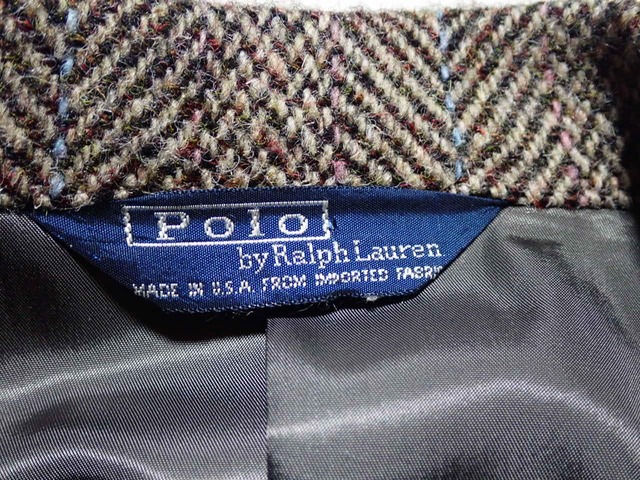 Polo
by Ralph Lauren
MADE IN U.S.A. FROM IMPORTED FABRIC